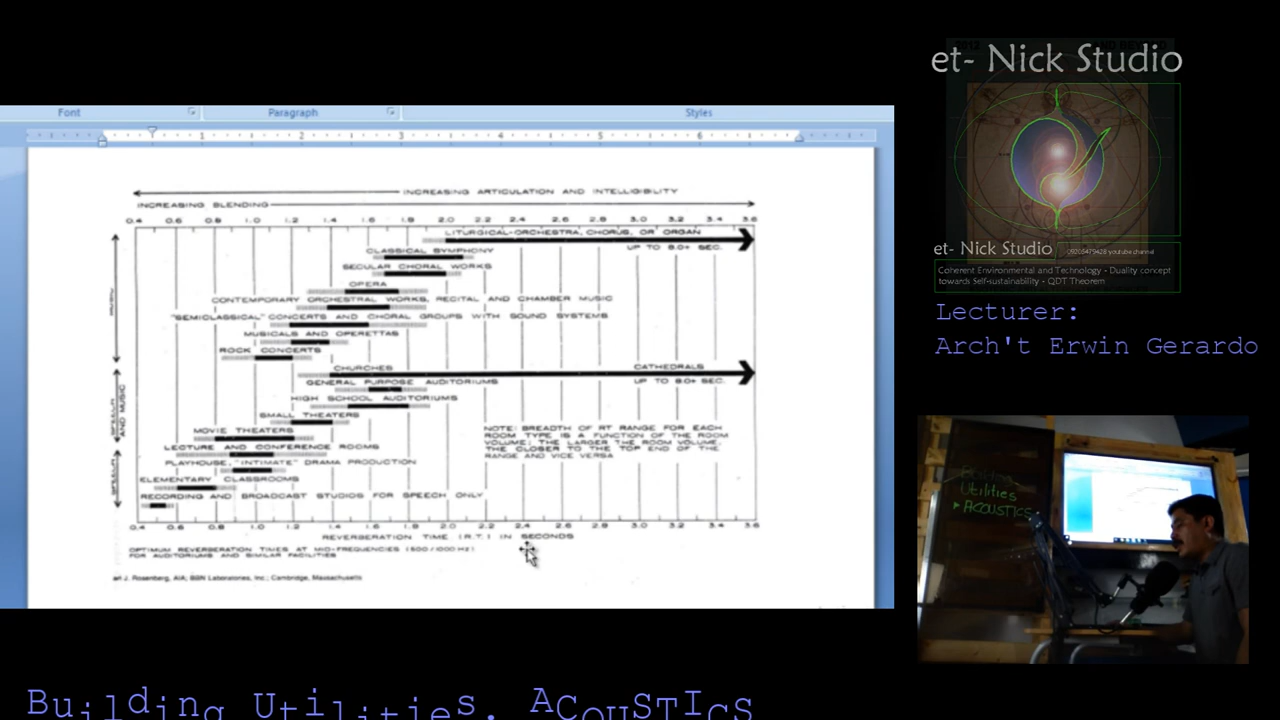 et- Nick Studio
Font
Paragraph
Styles
INCREASING ARTICULATION AND INTELLIGIBILITY
INCREASING BLENDING
0.4 0.6 0.8 1.0 1.2 1.4 1.6 1.8 2.0 2.2 2.4 2.6 2.8 3.0 3.2 3.4 3.6
LITURGICAL-ORCHESTRA, CHORUS, OR ORGAN
UP TO 8.0+ SEC.
CLASSICAL SYMPHONY
SECULAR CHORAL WORKS
OPERA
CONTEMPORARY ORCHESTRAL WORKS, RECITAL AND CHAMBER MUSIC
"SEMICLASSICAL" CONCERTS AND CHORAL GROUPS WITH SOUND SYSTEMS
MUSICALS AND OPERETTAS
ROCK CONCERTS
CHURCHES
CATHEDRALS
GENERAL PURPOSE AUDITORIUMS
UP TO 8.0+ SEC.
HIGH SCHOOL AUDITORIUMS
SMALL THEATERS
MOVIE THEATERS
LECTURE AND CONFERENCE ROOMS
PLAYHOUSE, "INTIMATE" DRAMA PRODUCTION
ELEMENTARY CLASSROOMS
RECORDING AND BROADCAST STUDIOS FOR SPEECH ONLY
AND MUSIC
NOTE: BREADTH OF RT RANGE FOR EACH
ROOM TYPE IS A FUNCTION OF THE ROOM
VOLUME; THE LARGER THE ROOM VOLUME,
THE CLOSER TO THE TOP END OF THE
RANGE AND VICE VERSA
0.4 0.6 0.8 1.0 1.2 1.4 1.6 1.8 2.0 2.2 2.4 2.6 2.8 3.0 3.2 3.4 3.6
REVERBERATION TIME (R.T.) IN SECONDS
OPTIMUM REVERBERATION TIMES AT MID-FREQUENCIES (500 / 1000 Hz)
FOR AUDITORIUMS AND SIMILAR FACILITIES
J. Rosenberg, AIA; BBN Laboratories, Inc.; Cambridge, Massachusetts
et- Nick Studio
09205479428 youtube channel
Coherent Environmental and Technology - Duality concept
towards Self-sustainability - QDT Theorem
Lecturer:
Arch't Erwin Gerardo
Utilities
ACOUSTICS
Building Utilities. ACOUSTICS